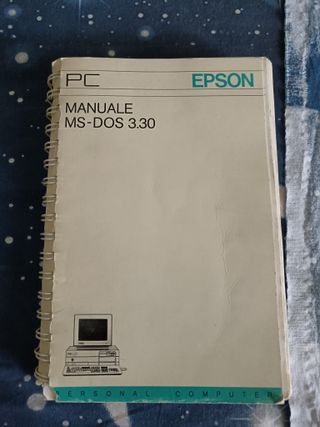 PC EPSON
MANUALE
MS-DOS 3.30
PERSONAL COMPUTER